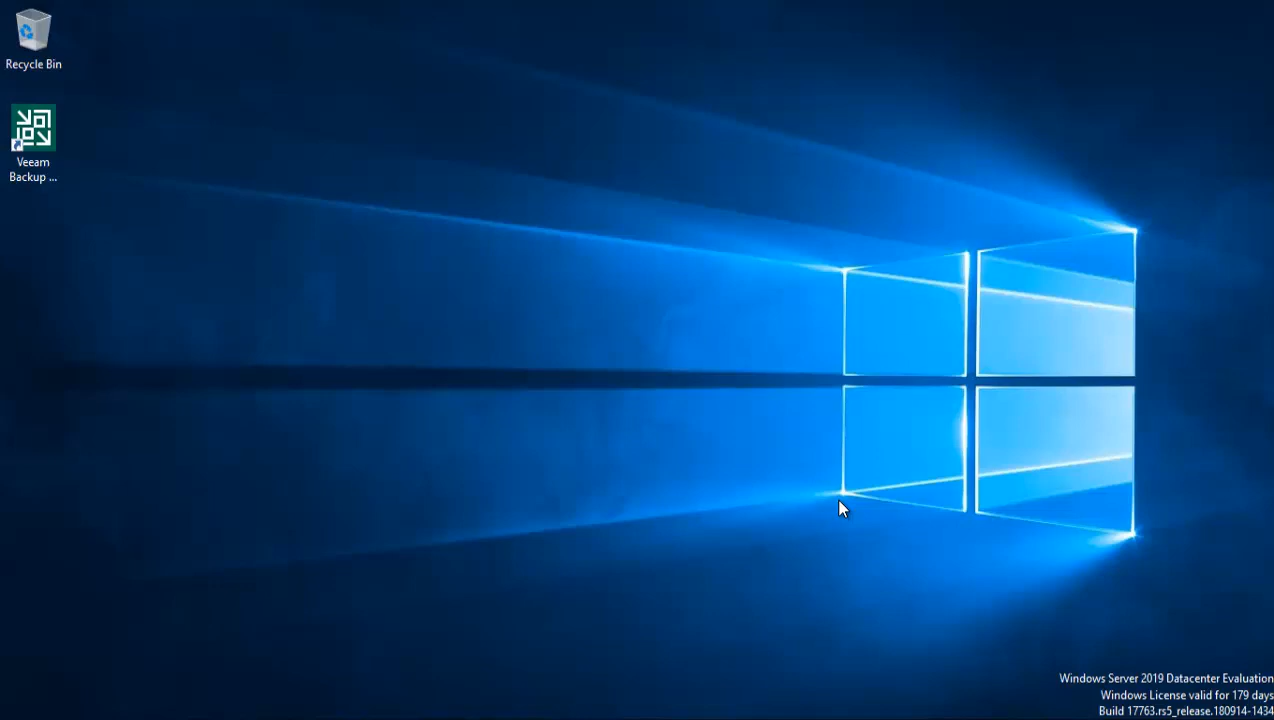 Recycle Bin
Veeam
Backup ...
Windows Server 2019 Datacenter Evaluation
Windows License valid for 179 days
Build 17763.rs5_release.180914-1434